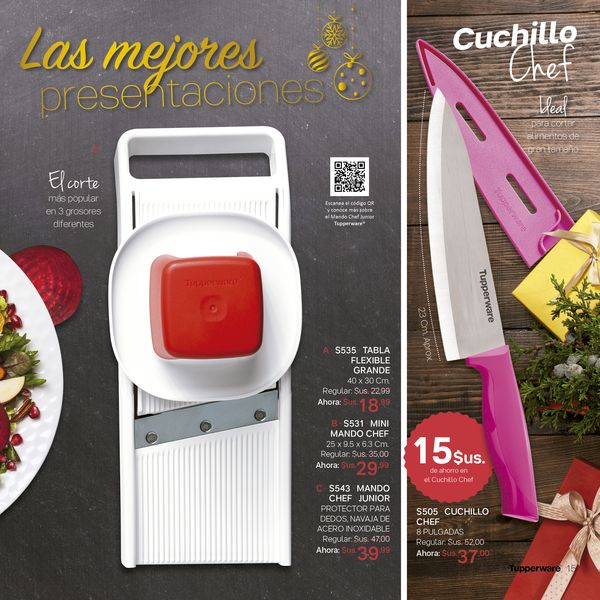 Las mejores
presentaciones
El corte
más popular
en 3 grosores
diferentes
Escanea el código QR
y conoce más sobre
el Mando Chef Junior
Tupperware®
Tupperware
A S535 TABLA
FLEXIBLE
GRANDE
40 x 30 Cm.
Regular: $us. 22,99
Ahora: $us. 18,99
B S531 MINI
MANDO CHEF
25 x 9.5 x 6.3 Cm.
Regular: $us. 35,00
Ahora: $us. 29,99
C S543 MANDO
CHEF JUNIOR
PROTECTOR PARA
DEDOS, NAVAJA DE
ACERO INOXIDABLE
Regular: $us. 47,00
Ahora: $us. 39,99
Cuchillo
Chef
Ideal
para cortar
alimentos de
gran tamaño
Tupperware
Tupperware
23 Cm. Aprox.
15$us.
de ahorro en
el Cuchillo Chef
S505 CUCHILLO
CHEF
8 PULGADAS
Regular: $us. 52,00
Ahora: $us. 37,00
Tupperware 15